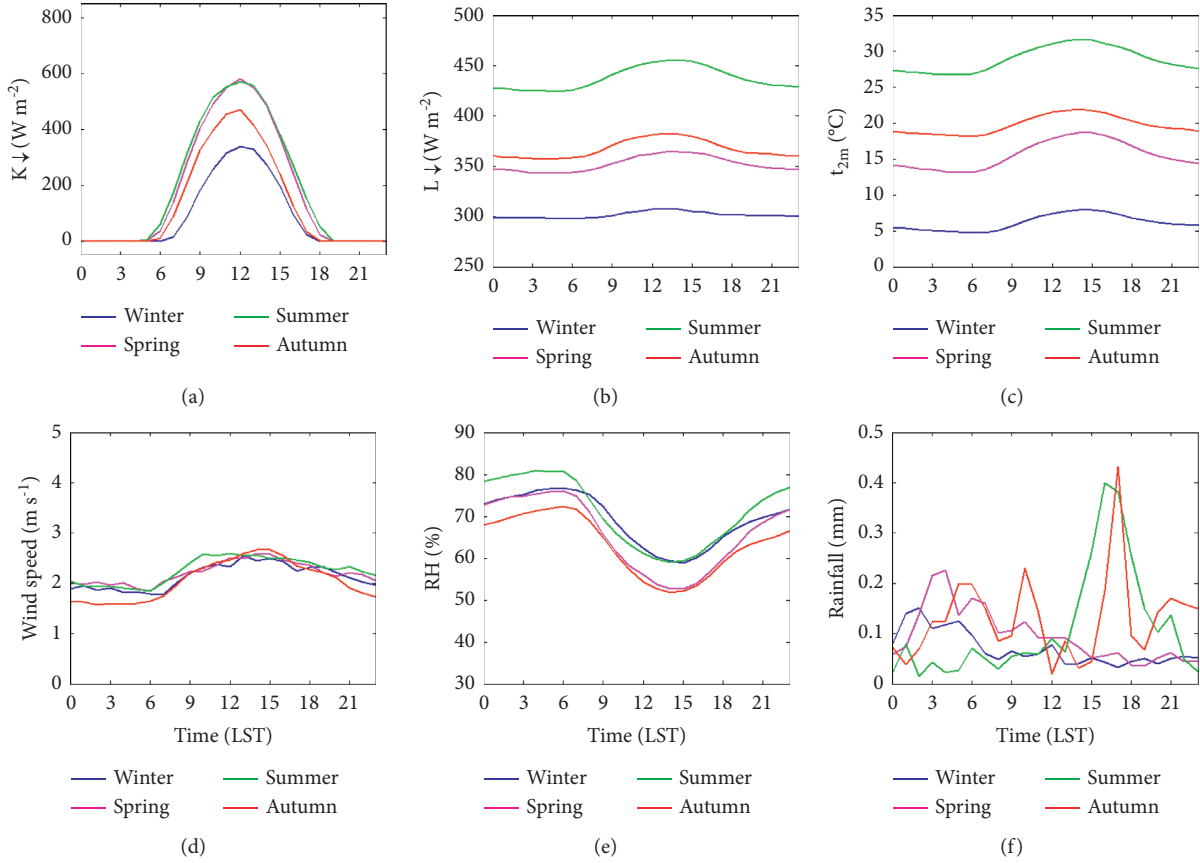 K↓ (W m⁻²)
800
600
400
200
0
0 3 6 9 12 15 18 21
Winter Summer
Spring Autumn
(a)
L ↓ (W m⁻²)
500
450
400
350
300
250
0 3 6 9 12 15 18 21
Winter Summer
Spring Autumn
(b)
t₂ₘ (°C)
35
30
25
20
15
10
5
0
0 3 6 9 12 15 18 21
Winter Summer
Spring Autumn
(c)
Wind speed (m s⁻¹)
5
4
3
2
1
0
0 3 6 9 12 15 18 21
Time (LST)
Winter Summer
Spring Autumn
(d)
RH (%)
90
80
70
60
50
40
30
0 3 6 9 12 15 18 21
Time (LST)
Winter Summer
Spring Autumn
(e)
Rainfall (mm)
0.5
0.4
0.3
0.2
0.1
0
0 3 6 9 12 15 18 21
Time (LST)
Winter Summer
Spring Autumn
(f)